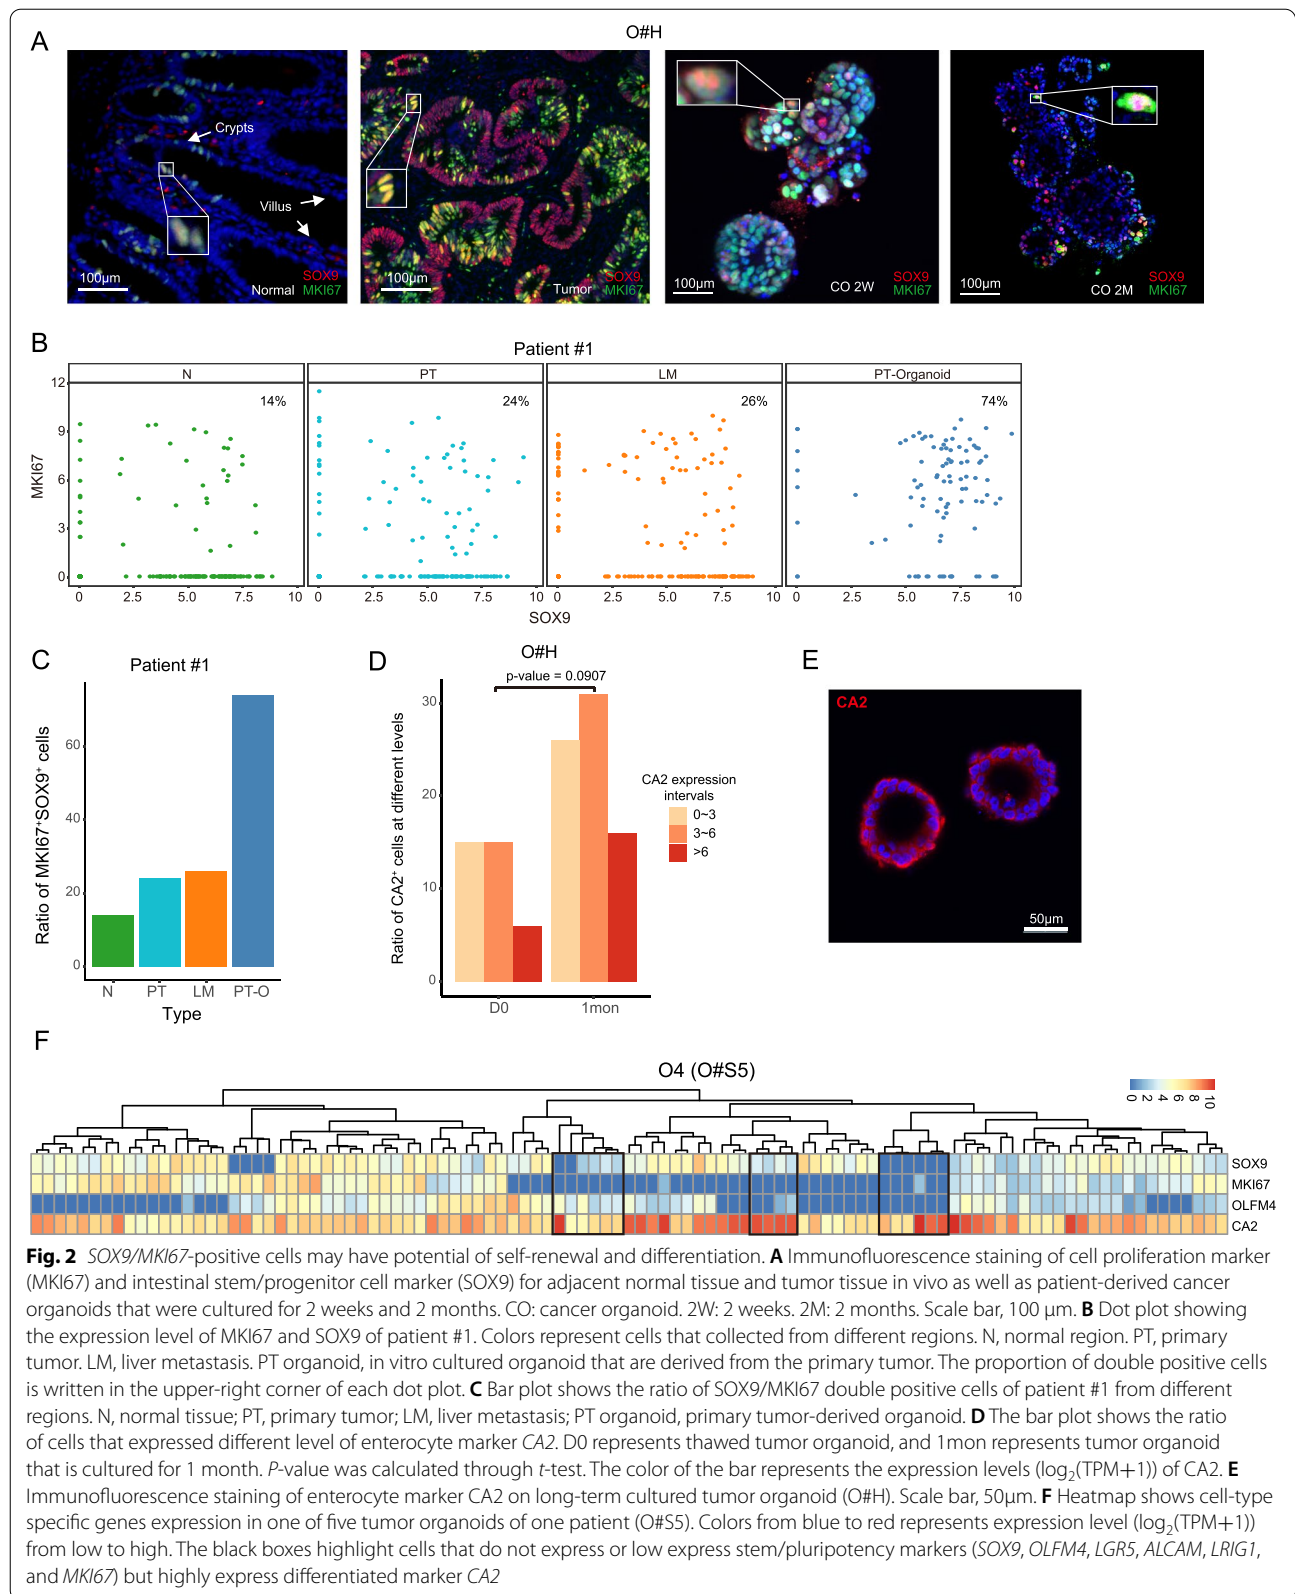 O#H
A
Crypts
Villus
100µm
Normal
SOX9
MKI67
100µm
Tumor
SOX9
MKI67
100µm
CO 2W
SOX9
MKI67
100µm
CO 2M
SOX9
MKI67
B
Patient #1
N
PT
LM
PT-Organoid
14%
24%
26%
74%
MKI67
12
9
6
3
0
0 2.5 5.0 7.5 10
0 2.5 5.0 7.5 10
0 2.5 5.0 7.5 10
0 2.5 5.0 7.5 10
SOX9
C
Patient #1
Ratio of MKI67⁺SOX9⁺ cells
60
40
20
0
N PT LM PT-O
Type
D
O#H
p-value = 0.0907
Ratio of CA2⁺ cells at different levels
30
20
10
0
D0 1mon
CA2 expression
intervals
0~3
3~6
>6
E
CA2
50µm
F
O4 (O#S5)
0 2 4 6 8 10
SOX9
MKI67
OLFM4
CA2
Fig. 2 SOX9/MKI67-positive cells may have potential of self-renewal and differentiation. A Immunofluorescence staining of cell proliferation marker
(MKI67) and intestinal stem/progenitor cell marker (SOX9) for adjacent normal tissue and tumor tissue in vivo as well as patient-derived cancer
organoids that were cultured for 2 weeks and 2 months. CO: cancer organoid. 2W: 2 weeks. 2M: 2 months. Scale bar, 100 µm. B Dot plot showing
the expression level of MKI67 and SOX9 of patient #1. Colors represent cells that collected from different regions. N, normal region. PT, primary
tumor. LM, liver metastasis. PT organoid, in vitro cultured organoid that are derived from the primary tumor. The proportion of double positive cells
is written in the upper-right corner of each dot plot. C Bar plot shows the ratio of SOX9/MKI67 double positive cells of patient #1 from different
regions. N, normal tissue; PT, primary tumor; LM, liver metastasis; PT organoid, primary tumor-derived organoid. D The bar plot shows the ratio
of cells that expressed different level of enterocyte marker CA2. D0 represents thawed tumor organoid, and 1mon represents tumor organoid
that is cultured for 1 month. P-value was calculated through t-test. The color of the bar represents the expression levels (log₂(TPM+1)) of CA2. E
Immunofluorescence staining of enterocyte marker CA2 on long-term cultured tumor organoid (O#H). Scale bar, 50µm. F Heatmap shows cell-type
specific genes expression in one of five tumor organoids of one patient (O#S5). Colors from blue to red represents expression level (log₂(TPM+1))
from low to high. The black boxes highlight cells that do not express or low express stem/pluripotency markers (SOX9, OLFM4, LGR5, ALCAM, LRIG1,
and MKI67) but highly express differentiated marker CA2